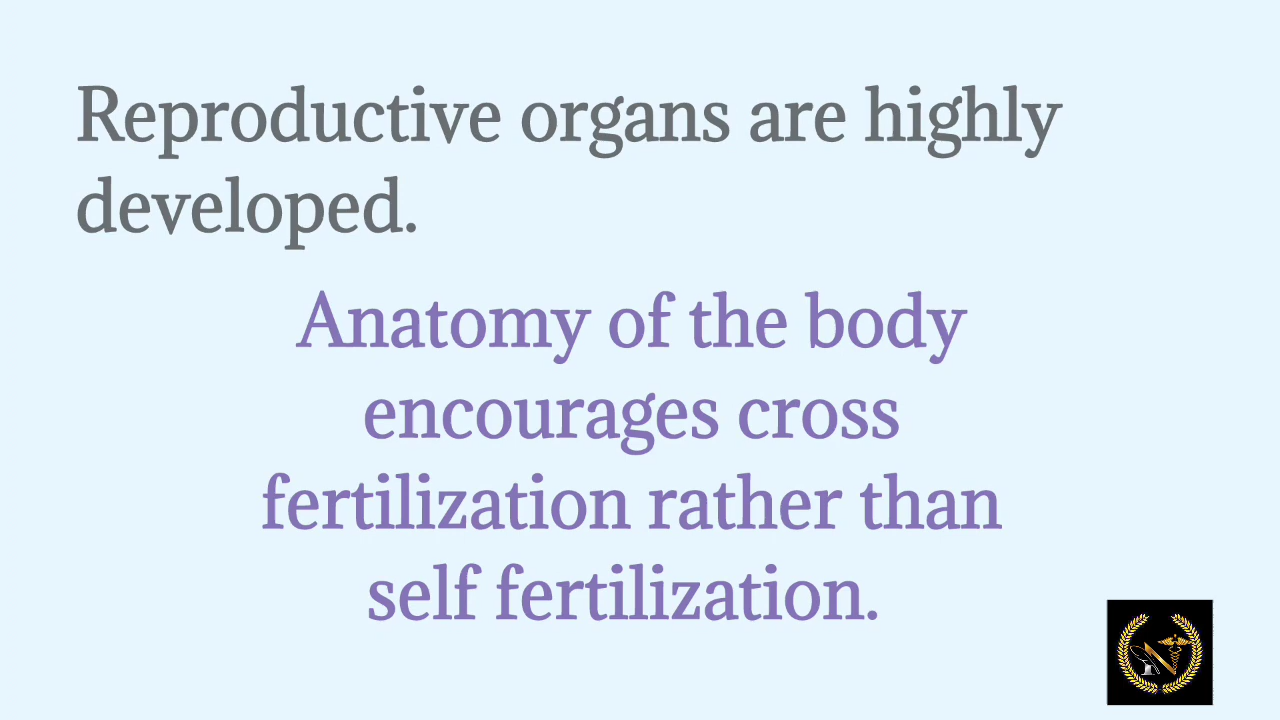 Reproductive organs are highly
developed.
Anatomy of the body
encourages cross
fertilization rather than
self fertilization.